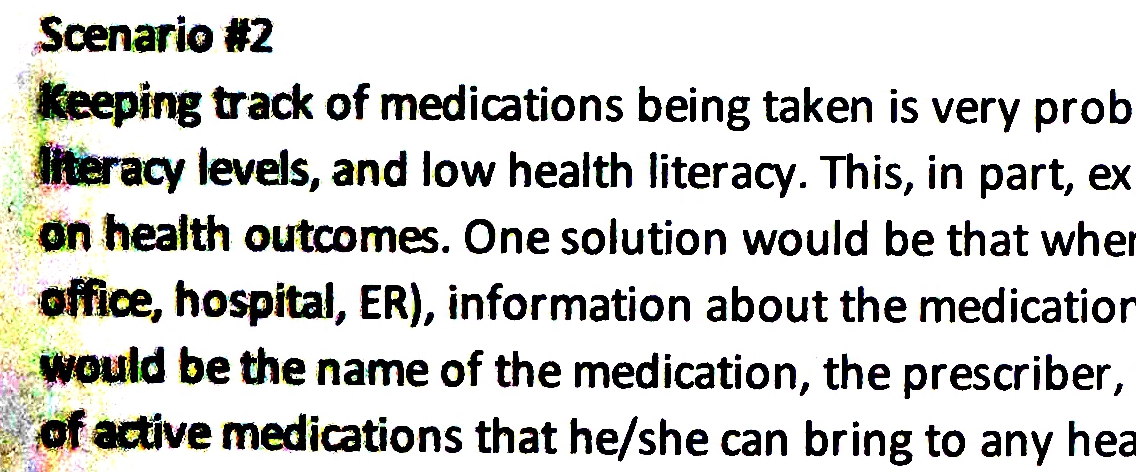 Scenario #2
Keeping track of medications being taken is very prob
literacy levels, and low health literacy. This, in part, ex
on health outcomes. One solution would be that when
office, hospital, ER), information about the medication
would be the name of the medication, the prescriber,
of active medications that he/she can bring to any hea